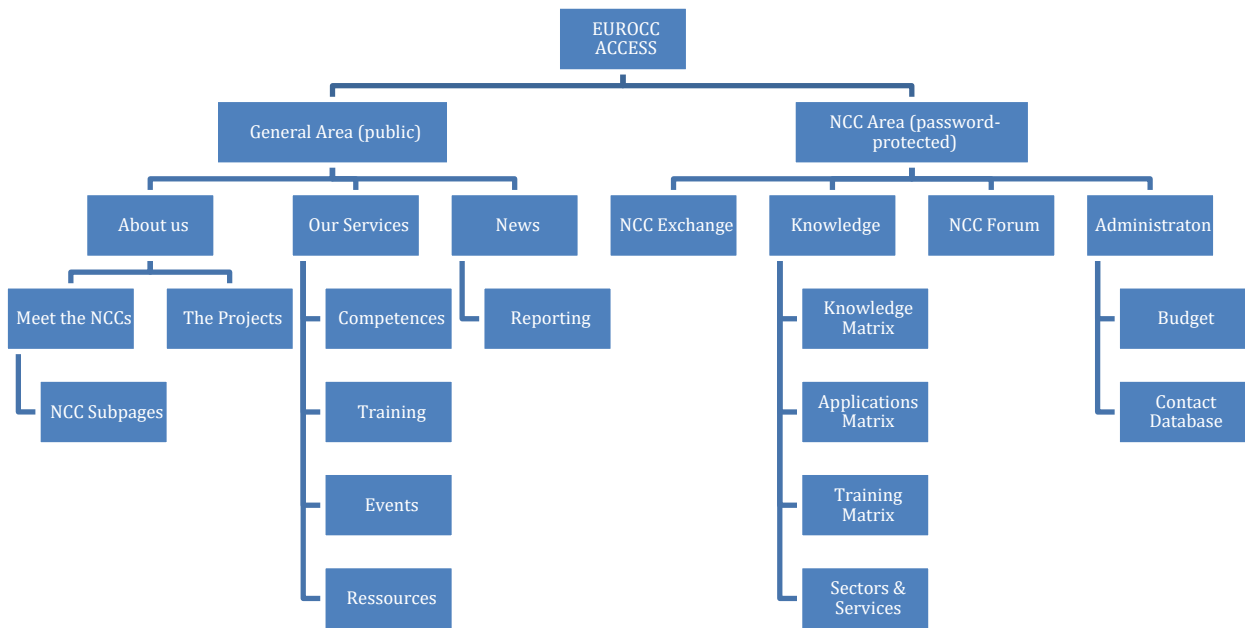 EUROCC
ACCESS
General Area (public)
NCC Area (password-
protected)
About us
Our Services
News
NCC Exchange
Knowledge
NCC Forum
Administraton
Meet the NCCs
The Projects
Competences
Reporting
Knowledge
Matrix
Budget
NCC Subpages
Training
Applications
Matrix
Contact
Database
Events
Training
Matrix
Ressources
Sectors &
Services